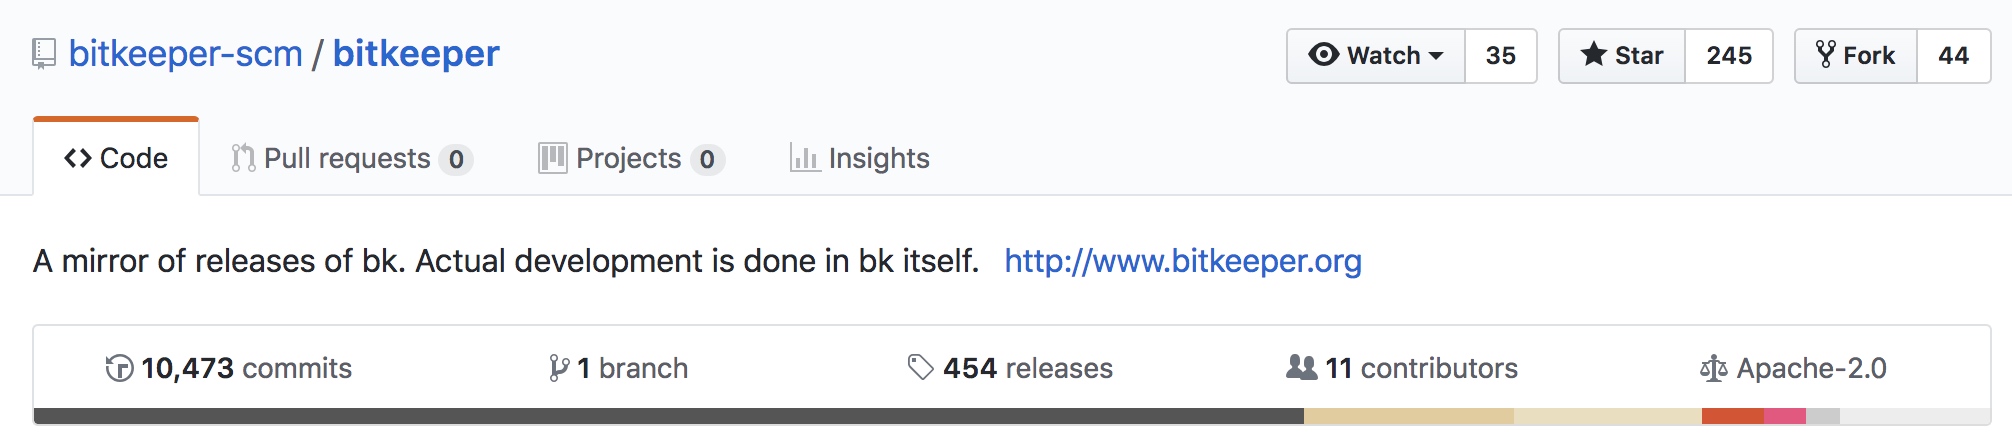 bitkeeper-scm / bitkeeper Watch 35 Star 245 Fork 44
Code Pull requests 0 Projects 0 Insights
A mirror of releases of bk. Actual development is done in bk itself. http://www.bitkeeper.org
10,473 commits 1 branch 454 releases 11 contributors Apache-2.0